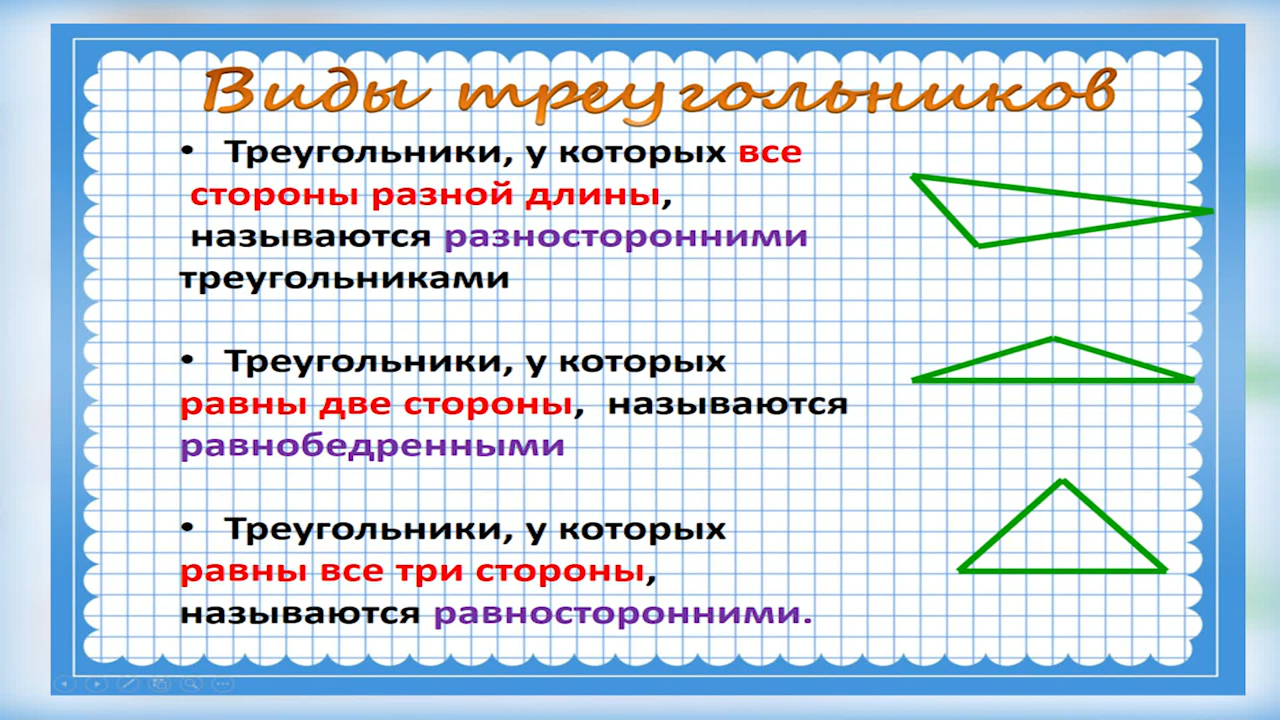 Виды треугольников
• Треугольники, у которых все
стороны разной длины,
называются разносторонними
треугольниками
• Треугольники, у которых
равны две стороны, называются
равнобедренными
• Треугольники, у которых
равны все три стороны,
называются равносторонними.